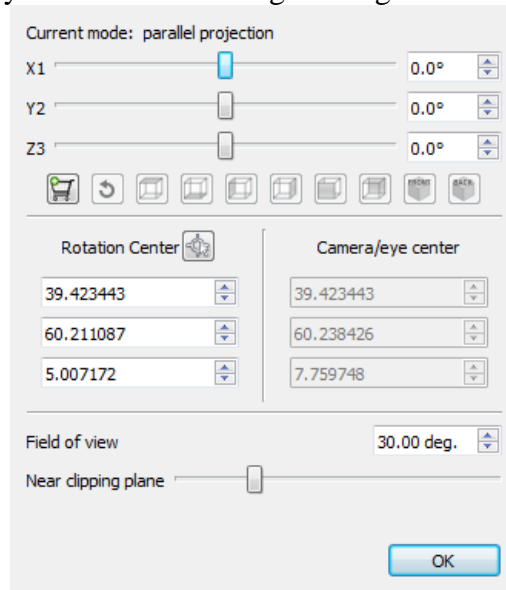 Current mode: parallel projection
X1 0.0°
Y2 0.0°
Z3 0.0°
FRONT BACK
Rotation Center Camera/eye center
39.423443 39.423443
60.211087 60.238426
5.007172 7.759748
Field of view 30.00 deg.
Near clipping plane
OK